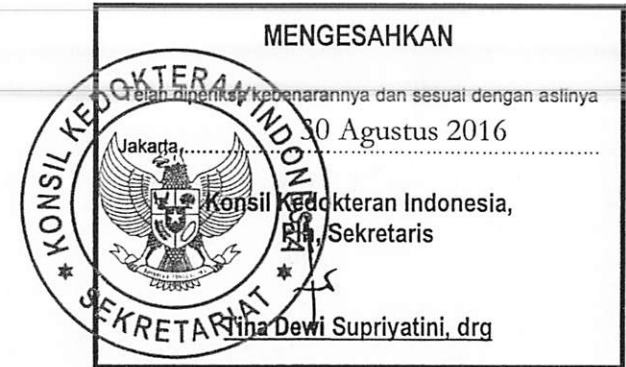 MENGESAHKAN
Telah diperiksa kebenarannya dan sesuai dengan aslinya
Jakarta, 30 Agustus 2016
Konsil Kedokteran Indonesia,
Sekretaris
Tina Dewi Supriyatini, drg
KONSIL KEDOKTERAN INDONESIA
SEKRETARIAT